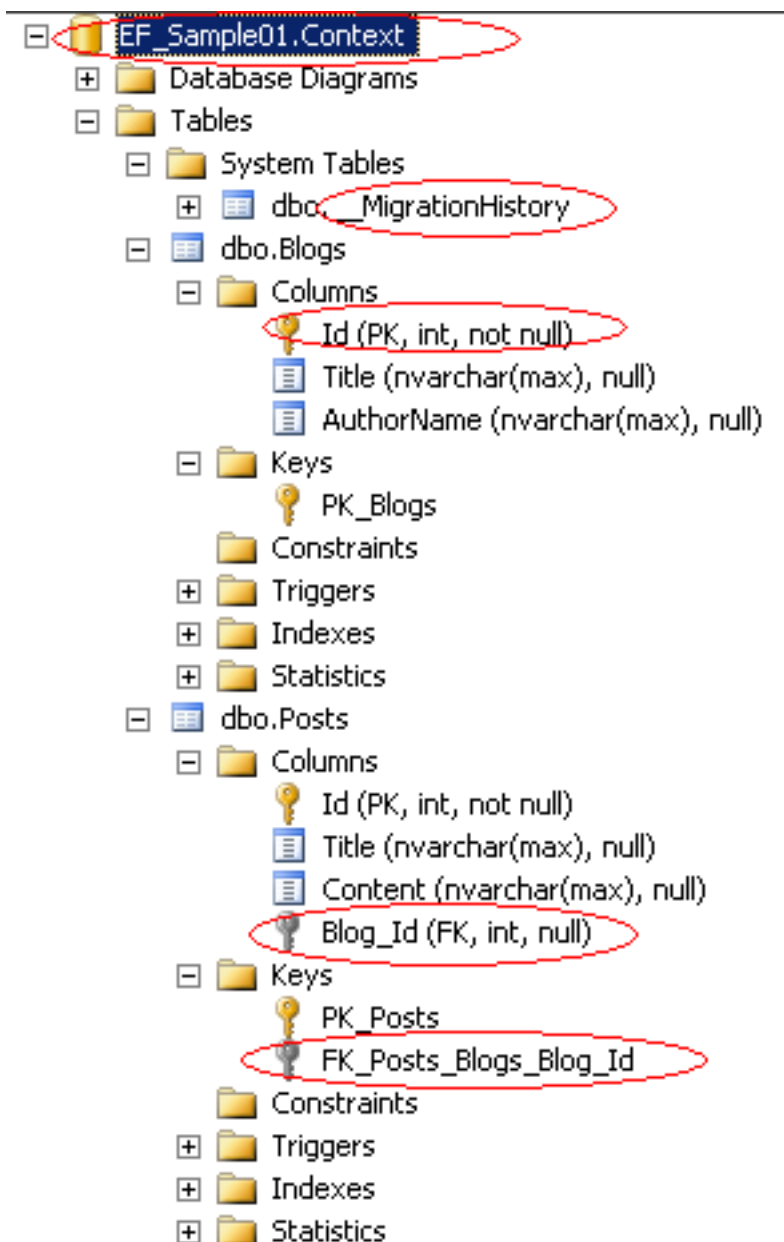 EF_Sample01.Context
Database Diagrams
Tables
System Tables
dbo.__MigrationHistory
dbo.Blogs
Columns
Id (PK, int, not null)
Title (nvarchar(max), null)
AuthorName (nvarchar(max), null)
Keys
PK_Blogs
Constraints
Triggers
Indexes
Statistics
dbo.Posts
Columns
Id (PK, int, not null)
Title (nvarchar(max), null)
Content (nvarchar(max), null)
Blog_Id (FK, int, null)
Keys
PK_Posts
FK_Posts_Blogs_Blog_Id
Constraints
Triggers
Indexes
Statistics